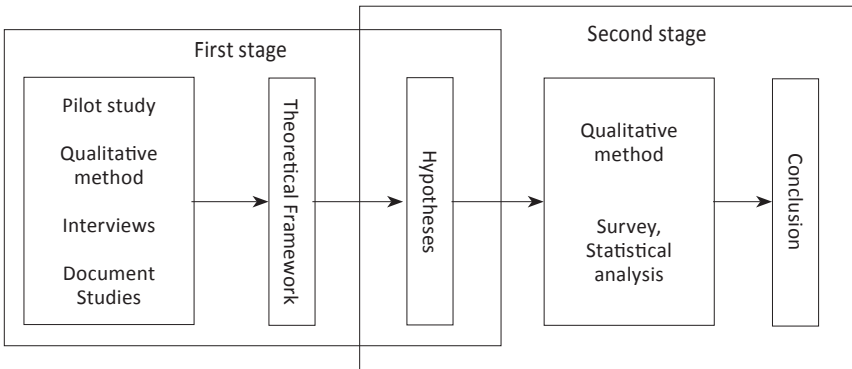 First stage
Second stage
Pilot study
Qualitative
method
Interviews
Document
Studies
Theoretical Framework
Hypotheses
Qualitative
method
Survey,
Statistical
analysis
Conclusion